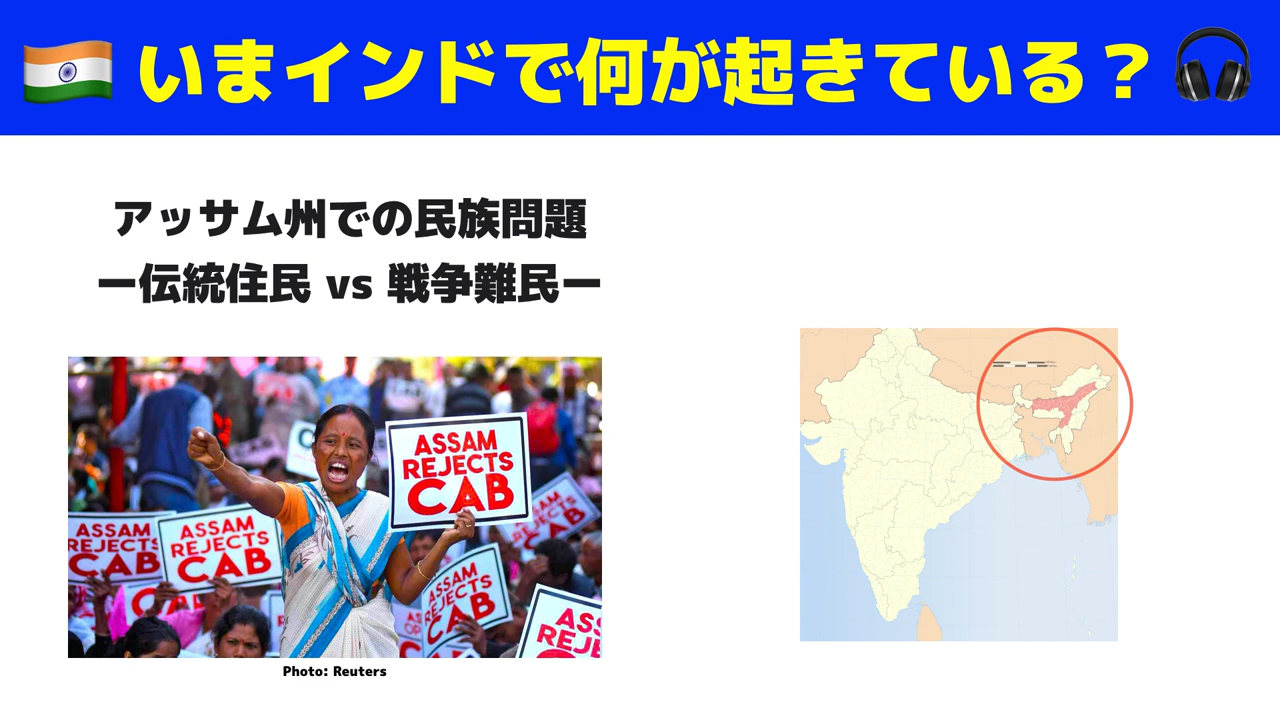 いまインドで何が起きている？
アッサム州での民族問題
ー伝統住民 vs 戦争難民ー
ASSAM
REJECTS
CAB
ASSAM
REJECTS
CAB
ASSAM
REJECTS
CAB
ASSAM
REJECTS
CAB
ASSAM
REJECTS
CAB
ASS
REJE
Photo: Reuters